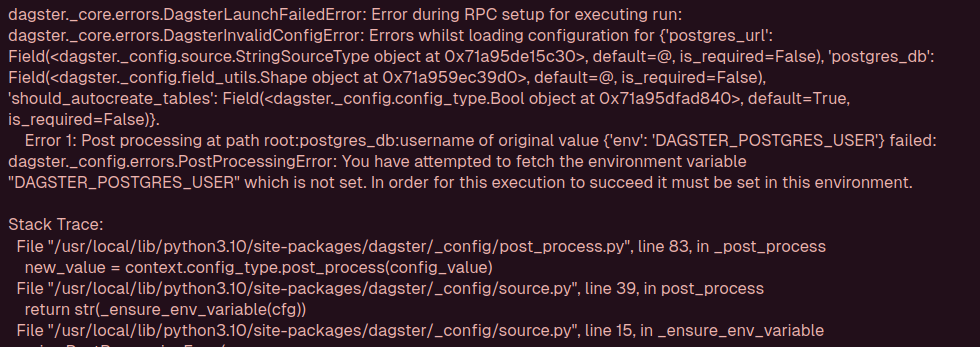 dagster._core.errors.DagsterLaunchFailedError: Error during RPC setup for executing run:
dagster._core.errors.DagsterInvalidConfigError: Errors whilst loading configuration for {'postgres_url':
Field(<dagster._config.source.StringSourceType object at 0x71a95de15c30>, default=@, is_required=False), 'postgres_db':
Field(<dagster._config.field_utils.Shape object at 0x71a959ec39d0>, default=@, is_required=False),
'should_autocreate_tables': Field(<dagster._config.config_type.Bool object at 0x71a95dfad840>, default=True,
is_required=False)}.
    Error 1: Post processing at path root:postgres_db:username of original value {'env': 'DAGSTER_POSTGRES_USER'} failed:
dagster._config.errors.PostProcessingError: You have attempted to fetch the environment variable
"DAGSTER_POSTGRES_USER" which is not set. In order for this execution to succeed it must be set in this environment.

Stack Trace:
  File "/usr/local/lib/python3.10/site-packages/dagster/_config/post_process.py", line 83, in _post_process
    new_value = context.config_type.post_process(config_value)
  File "/usr/local/lib/python3.10/site-packages/dagster/_config/source.py", line 39, in post_process
    return str(_ensure_env_variable(cfg))
  File "/usr/local/lib/python3.10/site-packages/dagster/_config/source.py", line 15, in _ensure_env_variable